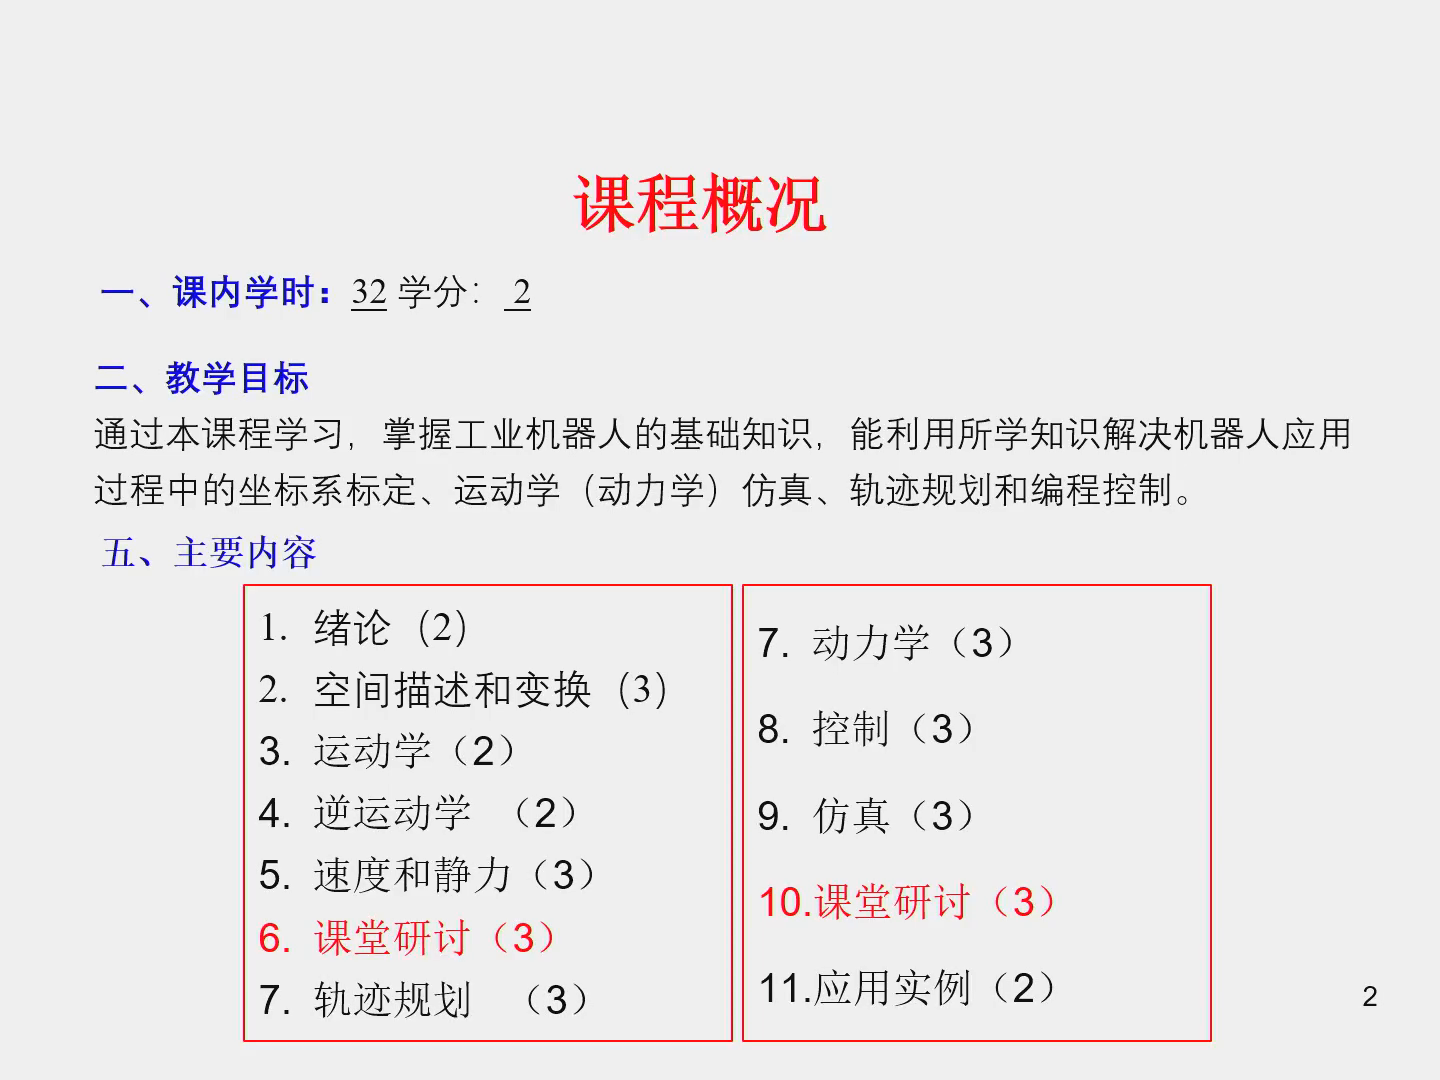 课程概况
一、课内学时：32 学分： 2
二、教学目标
通过本课程学习，掌握工业机器人的基础知识，能利用所学知识解决机器人应用
过程中的坐标系标定、运动学（动力学）仿真、轨迹规划和编程控制。
五、主要内容
1. 绪论（2）
2. 空间描述和变换（3）
3. 运动学（2）
4. 逆运动学 （2）
5. 速度和静力（3）
6. 课堂研讨（3）
7. 轨迹规划 （3）
7. 动力学（3）
8. 控制（3）
9. 仿真（3）
10.课堂研讨（3）
11.应用实例（2）
2